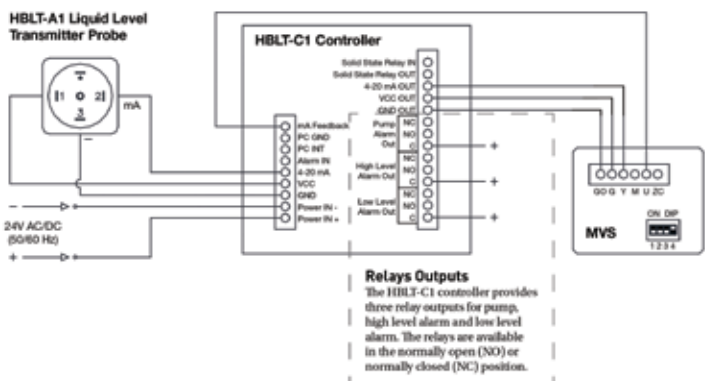 HBLT-A1 Liquid Level
Transmitter Probe
HBLT-C1 Controller
Solid State Relay IN
Solid State Relay OUT
4-20 mA OUT
VCC OUT
GND OUT
Pump
Alarm
Out
NC
NO
C
High Level
Alarm Out
NC
NO
C
Low Level
Alarm Out
NC
NO
C
+
+
+
1 2
3
+
−
mA
mA Feedback
PC GND
PC INT
Alarm IN
4-20 mA
VCC
GND
Power IN -
Power IN +
−
24V AC/DC
(50/60 Hz)
+
GO G Y M U ZC
ON DIP
1 2 3 4
MVS
Relays Outputs
The HBLT-C1 controller provides
three relay outputs for pump,
high level alarm and low level
alarm. The relays are available
in the normally open (NO) or
normally closed (NC) position.